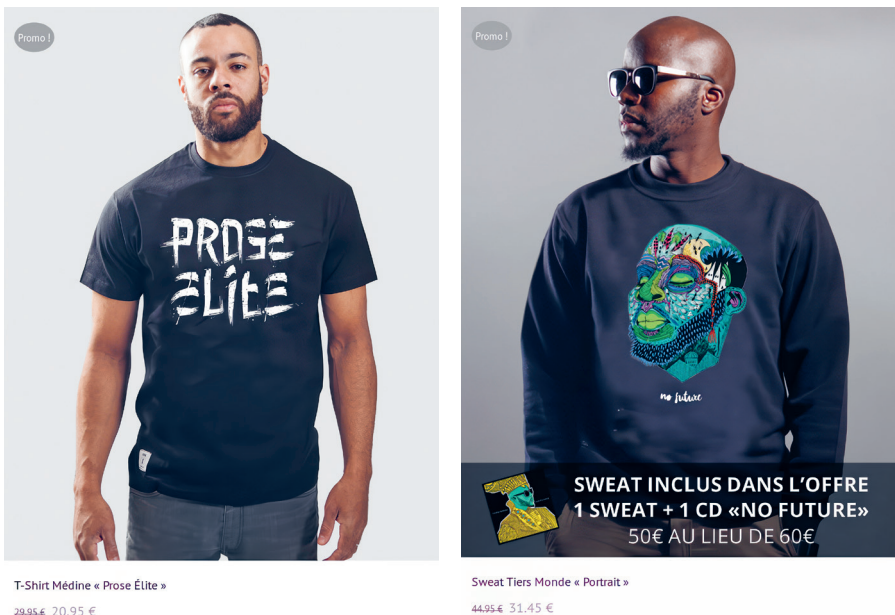 Promo !
PROSE
ÉLITE
T-Shirt Médine « Prose Élite »
29.95 € 20.95 €
Promo !
no future
SWEAT INCLUS DANS L'OFFRE
1 SWEAT + 1 CD «NO FUTURE»
50€ AU LIEU DE 60€
Sweat Tiers Monde « Portrait »
44.95 € 31.45 €